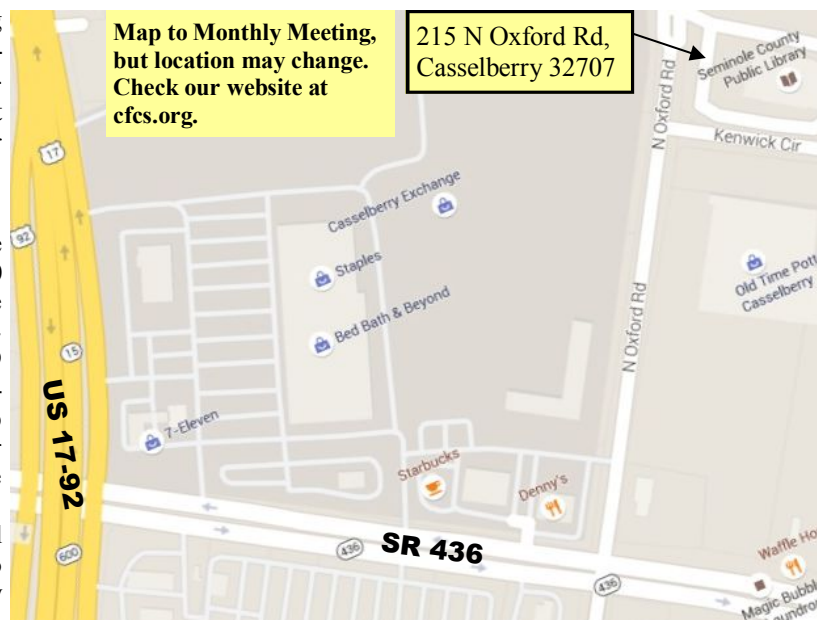 Map to Monthly Meeting,
but location may change.
Check our website at
cfcs.org.
215 N Oxford Rd,
Casselberry 32707
Seminole County
Public Library
N Oxford Rd
Kenwick Cir
17
92
Casselberry Exchange
Staples
Old Time Pott
Casselberry
N Oxford Rd
Bed Bath & Beyond
15
US 17-92
7-Eleven
Starbucks
Denny's
600
436
SR 436
436
Waffle Ho
Magic Bubbl